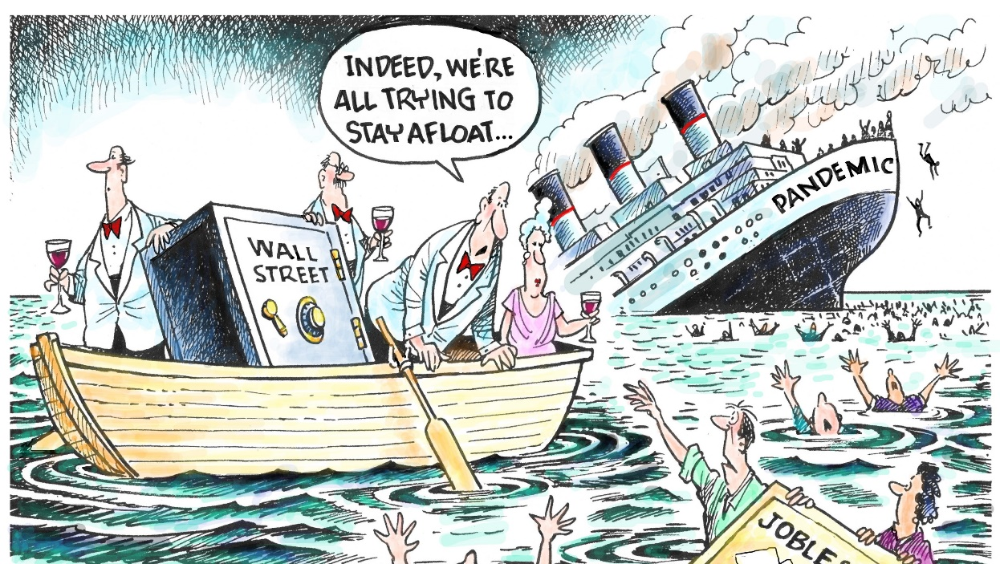 INDEED, WE'RE
ALL TRYING TO
STAY AFLOAT...
WALL
STREET
PANDEMIC